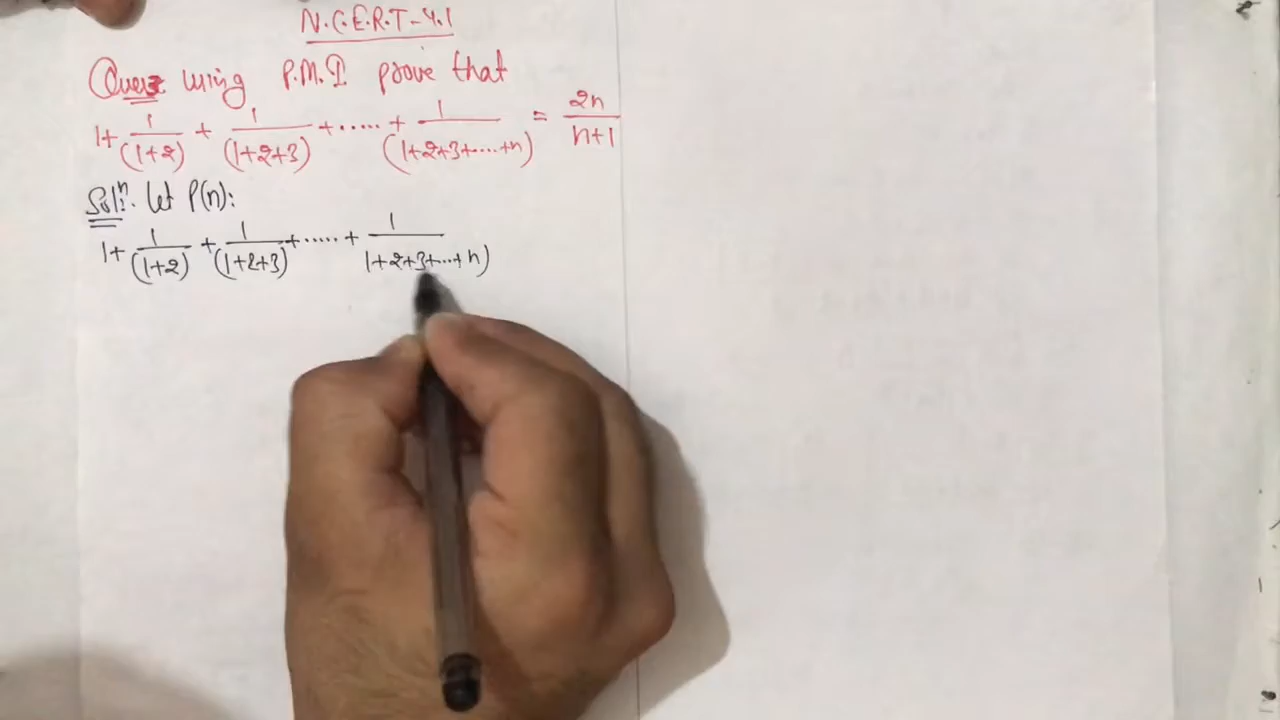 N.C.E.R.T-4.1
Ques3 using P.M.I. prove that
1+ 1/(1+2) + 1/(1+2+3) +.....+ 1/(1+2+3+....+n) = 2n/n+1
Solⁿ. Let P(n):
1+ 1/(1+2) + 1/(1+2+3) +.....+ 1/1+2+3+...+n)